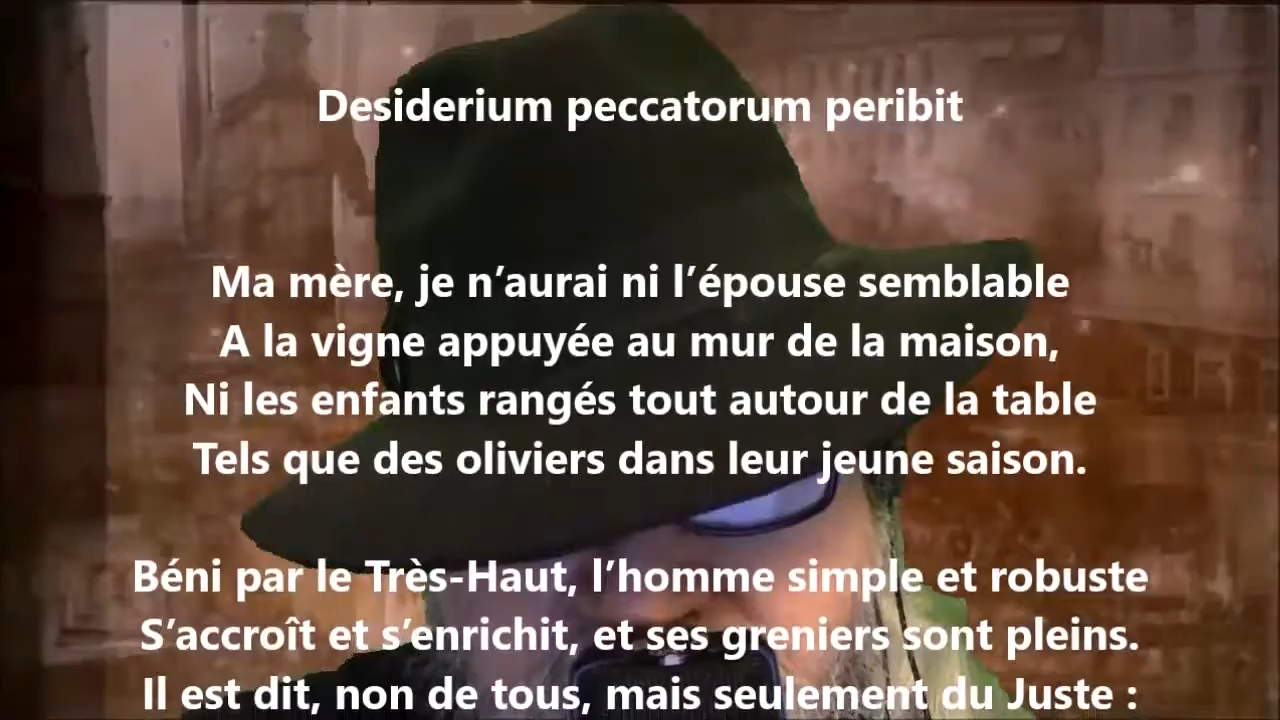 Desiderium peccatorum peribit
Ma mère, je n’aurai ni l’épouse semblable
A la vigne appuyée au mur de la maison,
Ni les enfants rangés tout autour de la table
Tels que des oliviers dans leur jeune saison.
Béni par le Très-Haut, l’homme simple et robuste
S’accroît et s’enrichit, et ses greniers sont pleins.
Il est dit, non de tous, mais seulement du Juste :